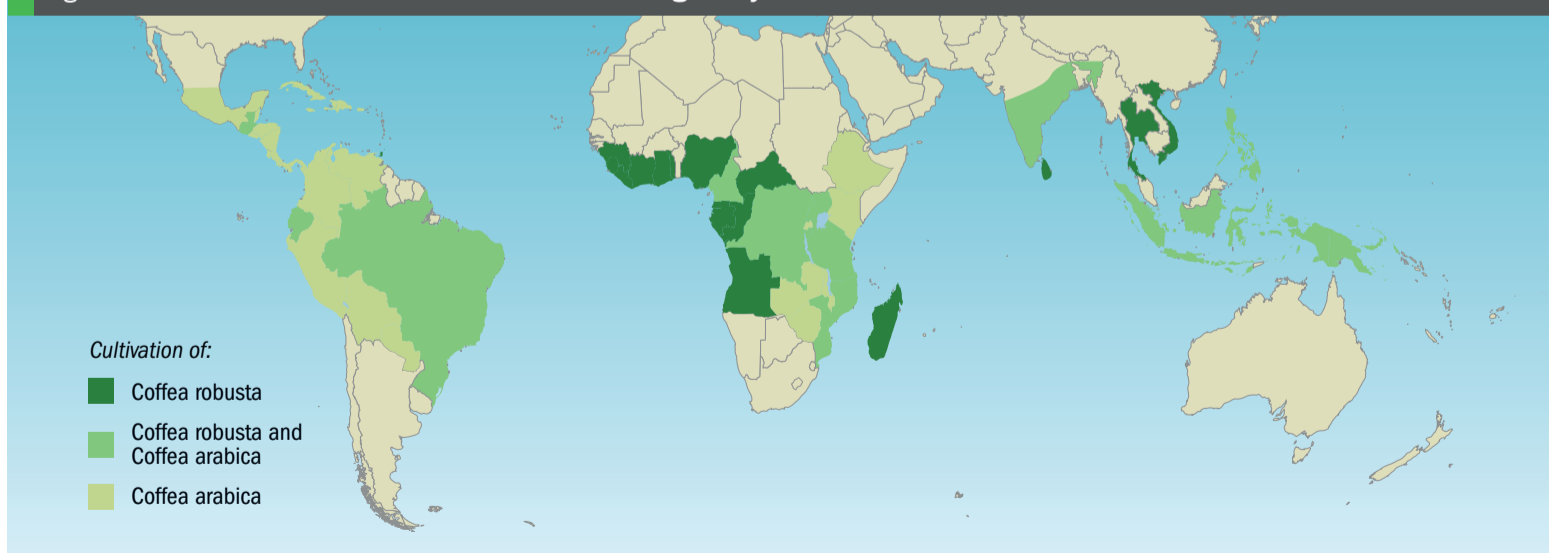 Cultivation of:
Coffea robusta
Coffea robusta and
Coffea arabica
Coffea arabica